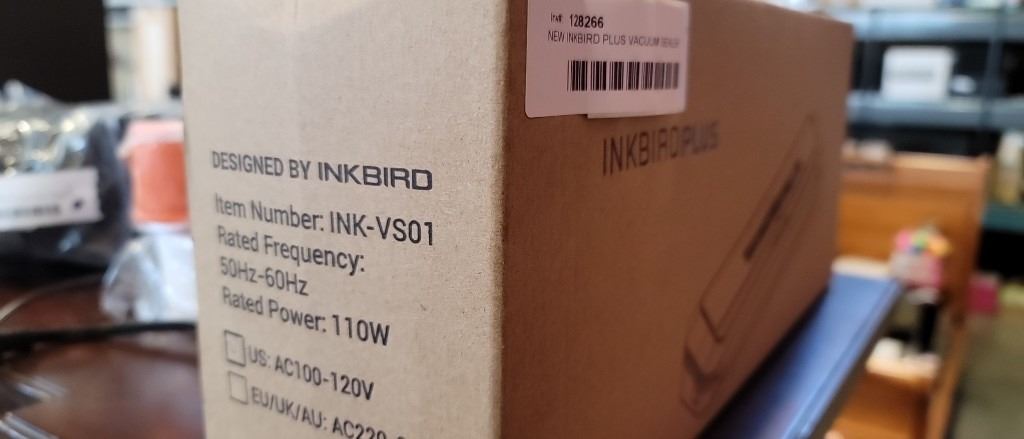 DESIGNED BY INKBIRD
Item Number: INK-VS01
Rated Frequency:
50Hz-60Hz
Rated Power: 110W
US: AC100-120V
EU/UK/AU: AC220-
Inv#: 128266
NEW INKBIRD PLUS VACUUM SEALER
INKBIRDPLUS